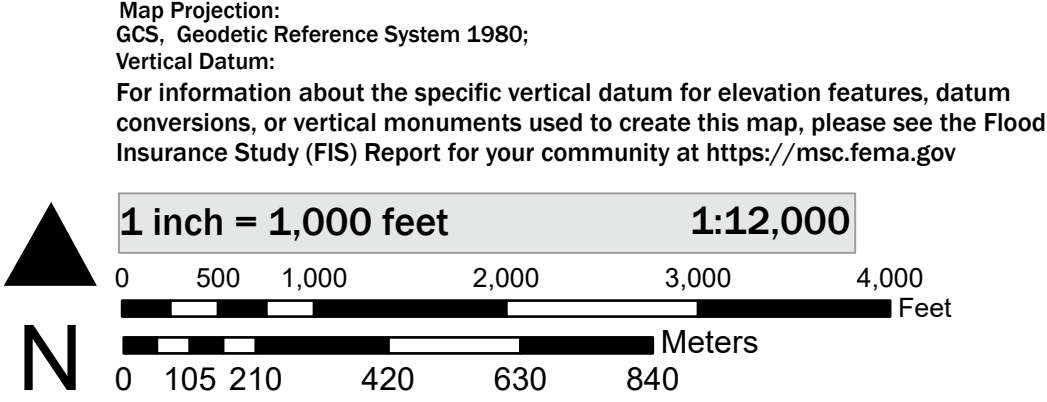 Map Projection:
GCS, Geodetic Reference System 1980;
Vertical Datum:
For information about the specific vertical datum for elevation features, datum
conversions, or vertical monuments used to create this map, please see the Flood
Insurance Study (FIS) Report for your community at https://msc.fema.gov
1 inch = 1,000 feet 1:12,000
0 500 1,000 2,000 3,000 4,000
Feet
Meters
0 105 210 420 630 840
N